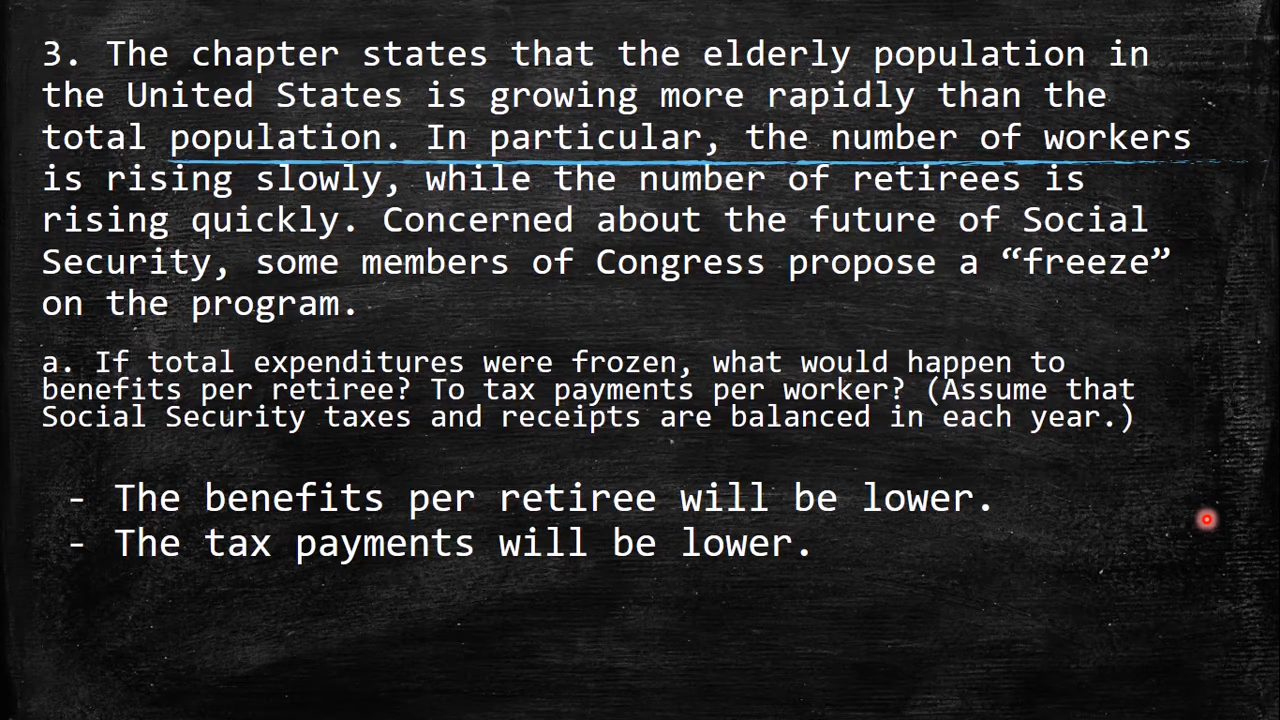 3. The chapter states that the elderly population in
the United States is growing more rapidly than the
total population. In particular, the number of workers
is rising slowly, while the number of retirees is
rising quickly. Concerned about the future of Social
Security, some members of Congress propose a “freeze”
on the program.
a. If total expenditures were frozen, what would happen to
benefits per retiree? To tax payments per worker? (Assume that
Social Security taxes and receipts are balanced in each year.)
- The benefits per retiree will be lower.
- The tax payments will be lower.